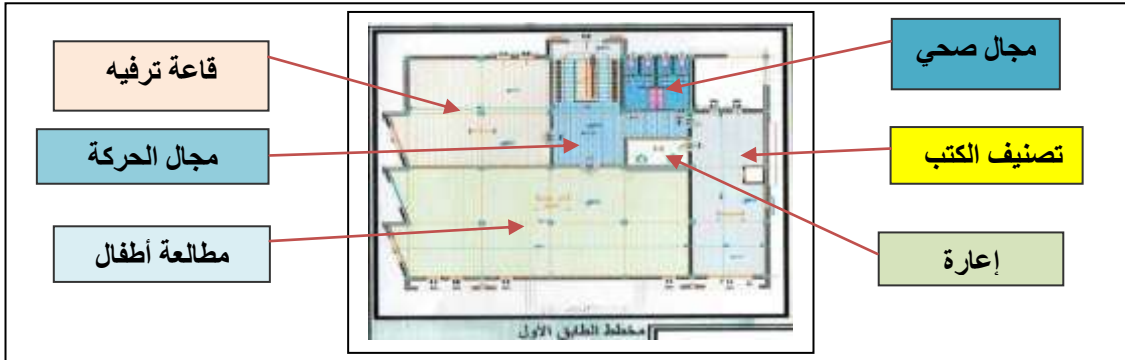 مجال صحي
قاعة ترفيه
تصنيف الكتب
مجال الحركة
إعارة
مطالعة أطفال
مخطط الطابق الأول